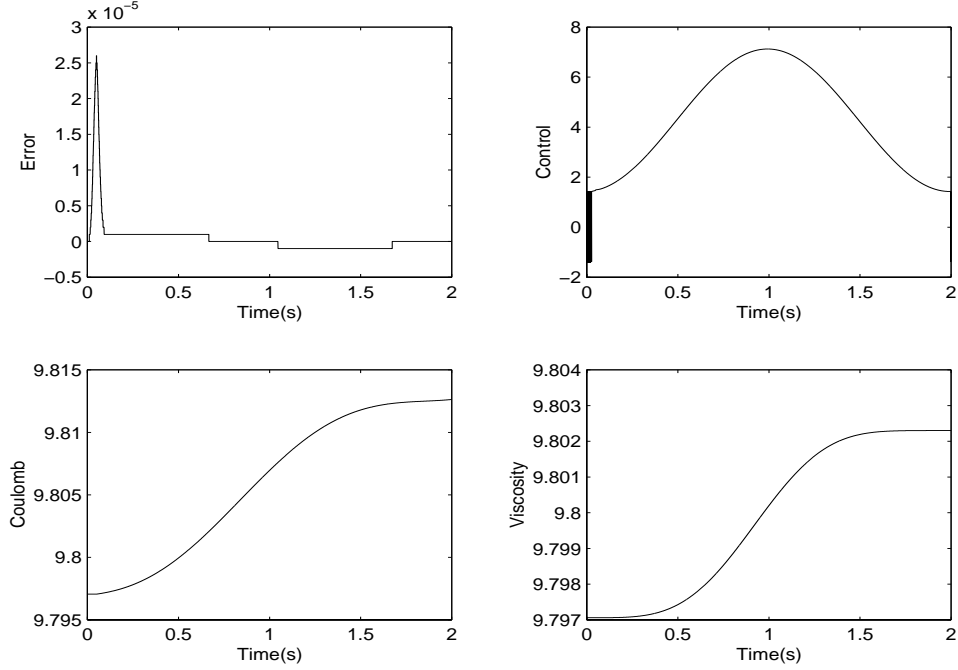 x 10⁻⁵
3
2.5
2
1.5
1
0.5
0
−0.5
Error
0 0.5 1 1.5 2
Time(s)
8
6
4
2
0
−2
Control
0 0.5 1 1.5 2
Time(s)
9.815
9.81
9.805
9.8
9.795
Coulomb
0 0.5 1 1.5 2
Time(s)
9.804
9.803
9.802
9.801
9.8
9.799
9.798
9.797
Viscosity
0 0.5 1 1.5 2
Time(s)